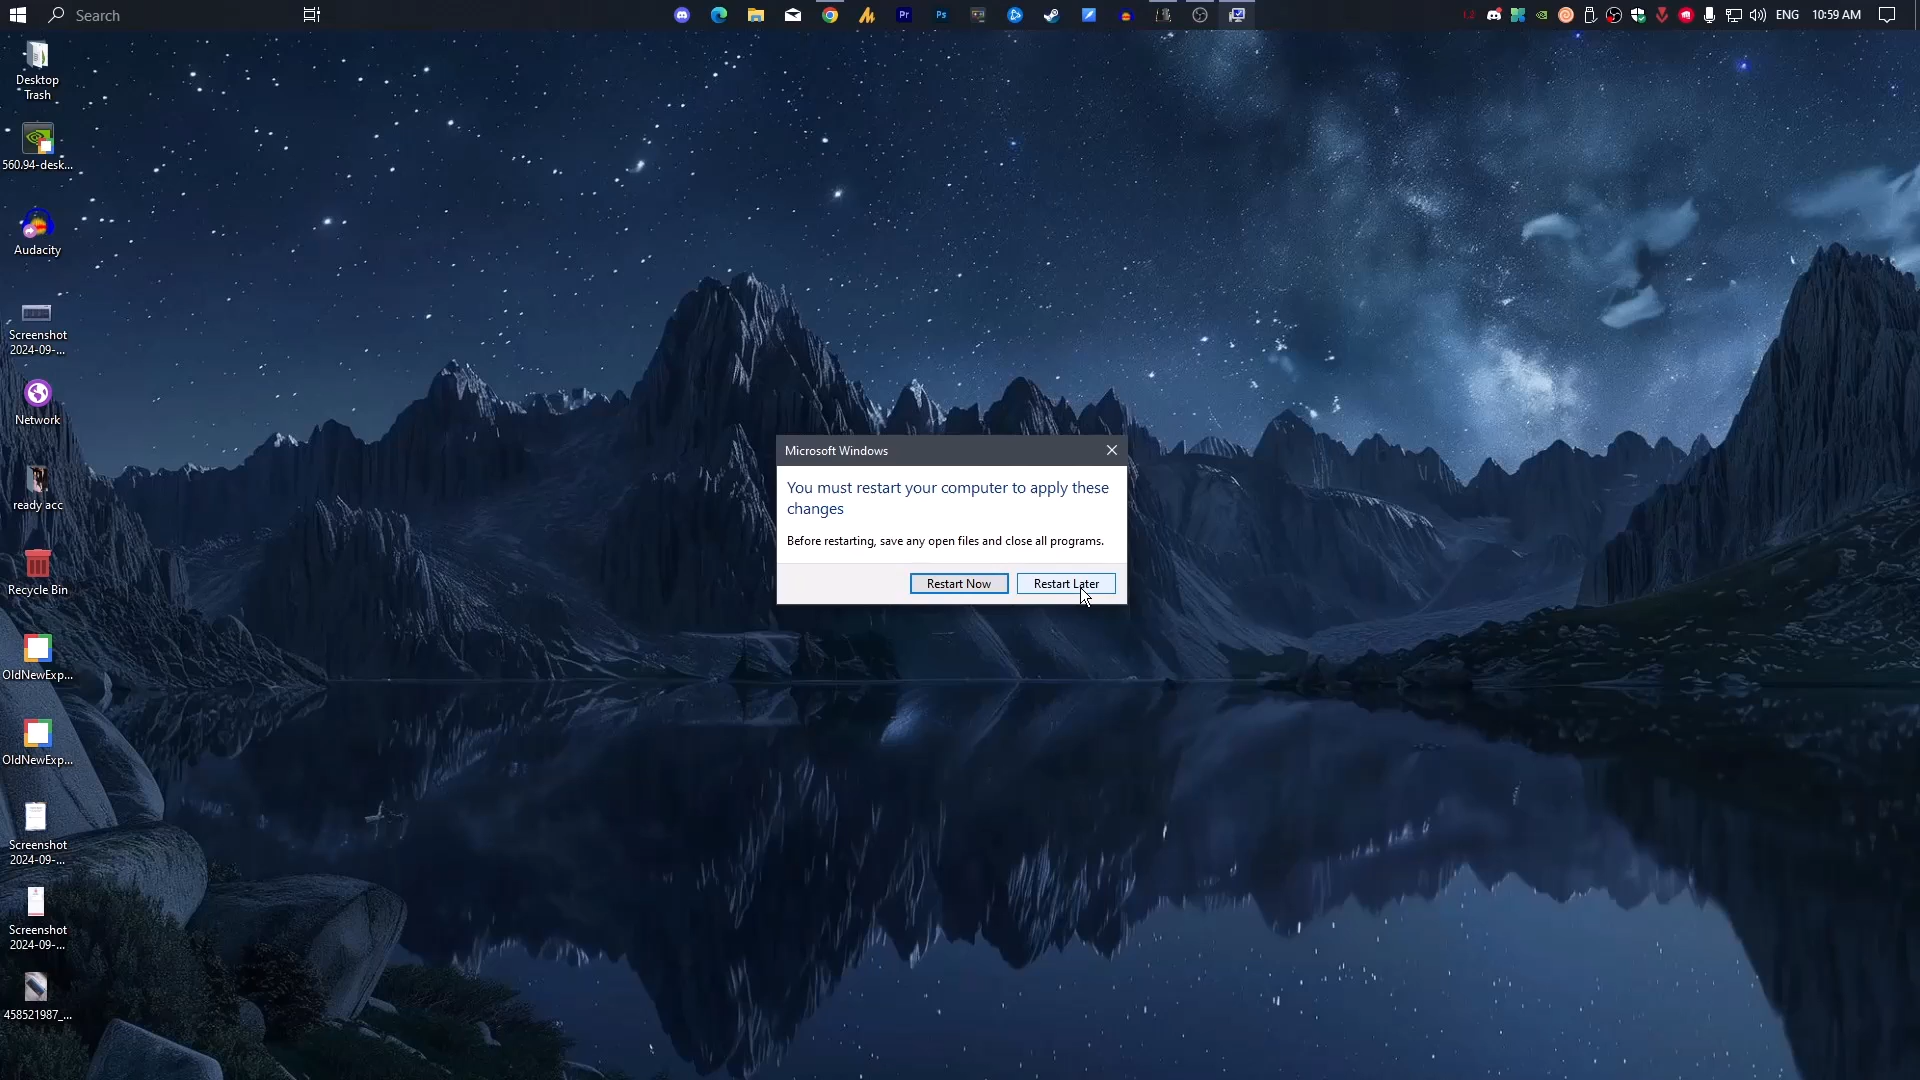 Search
Pr
Ps
ENG
10:59 AM
Desktop
Trash
560.94-desk...
Audacity
Screenshot
2024-09-...
Network
ready acc
Recycle Bin
OldNewExp...
OldNewExp...
Screenshot
2024-09-...
Screenshot
2024-09-...
458521987_...
Microsoft Windows
You must restart your computer to apply these
changes
Before restarting, save any open files and close all programs.
Restart Now
Restart Later